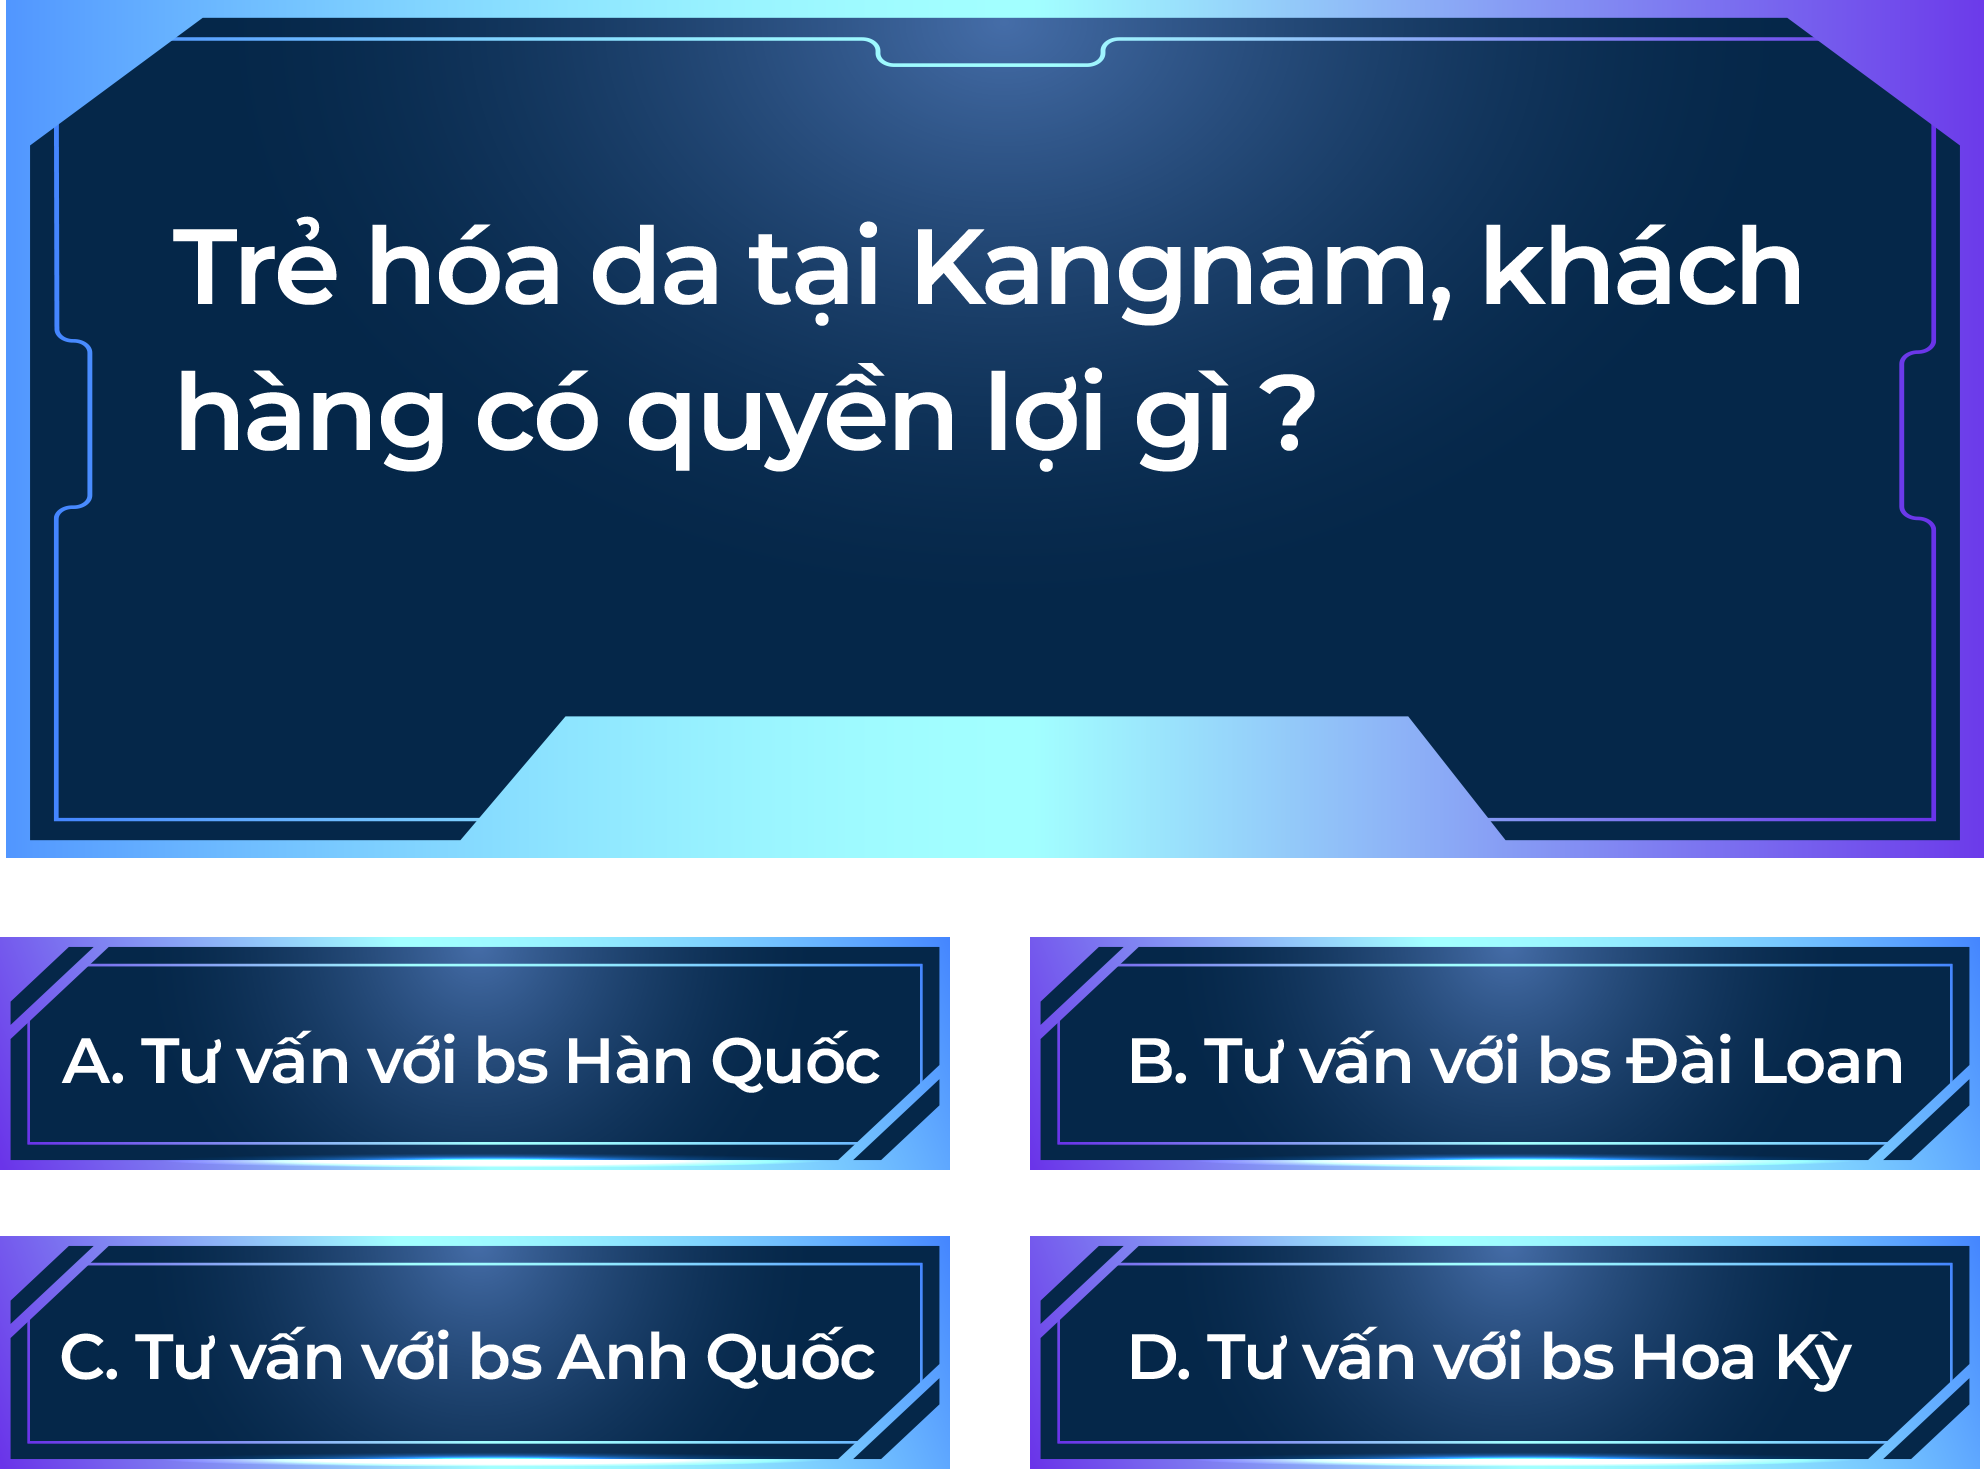 Trẻ hóa da tại Kangnam, khách
hàng có quyền lợi gì ?
A. Tư vấn với bs Hàn Quốc
B. Tư vấn với bs Đài Loan
C. Tư vấn với bs Anh Quốc
D. Tư vấn với bs Hoa Kỳ